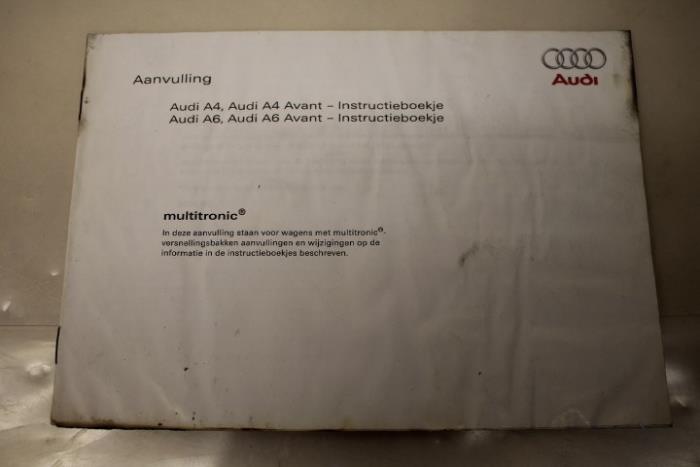 Audi
Aanvulling
Audi A4, Audi A4 Avant – Instructieboekje
Audi A6, Audi A6 Avant – Instructieboekje
multitronic®
In deze aanvulling staan voor wagens met multitronic®-
versnellingsbakken aanvullingen en wijzigingen op de
informatie in de instructieboekjes beschreven.